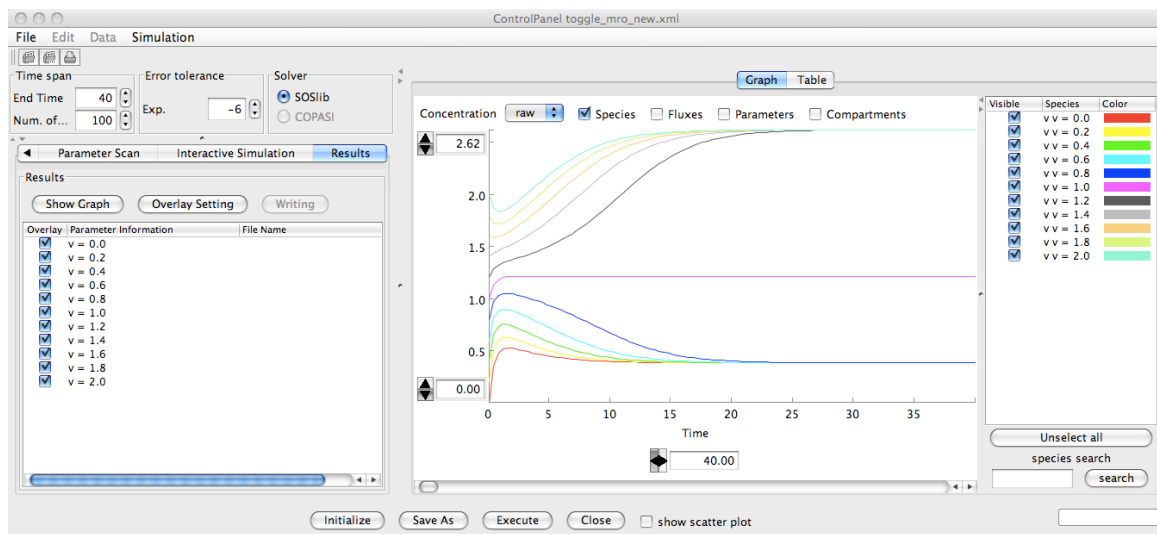 ControlPanel toggle_mro_new.xml
File Edit Data Simulation
Time span Error tolerance Solver
End Time 40 Exp. -6 SOSlib
Num. of... 100 COPASI
Parameter Scan Interactive Simulation Results
Results
Show Graph Overlay Setting Writing
Overlay Parameter Information File Name
v = 0.0
v = 0.2
v = 0.4
v = 0.6
v = 0.8
v = 1.0
v = 1.2
v = 1.4
v = 1.6
v = 1.8
v = 2.0
Graph Table
Concentration raw Species Fluxes Parameters Compartments
2.62
2.0
1.5
1.0
0.5
0.00
0 5 10 15 20 25 30 35
Time
40.00
Visible Species Color
v v = 0.0
v v = 0.2
v v = 0.4
v v = 0.6
v v = 0.8
v v = 1.0
v v = 1.2
v v = 1.4
v v = 1.6
v v = 1.8
v v = 2.0
Unselect all
species search
search
Initialize Save As Execute Close show scatter plot